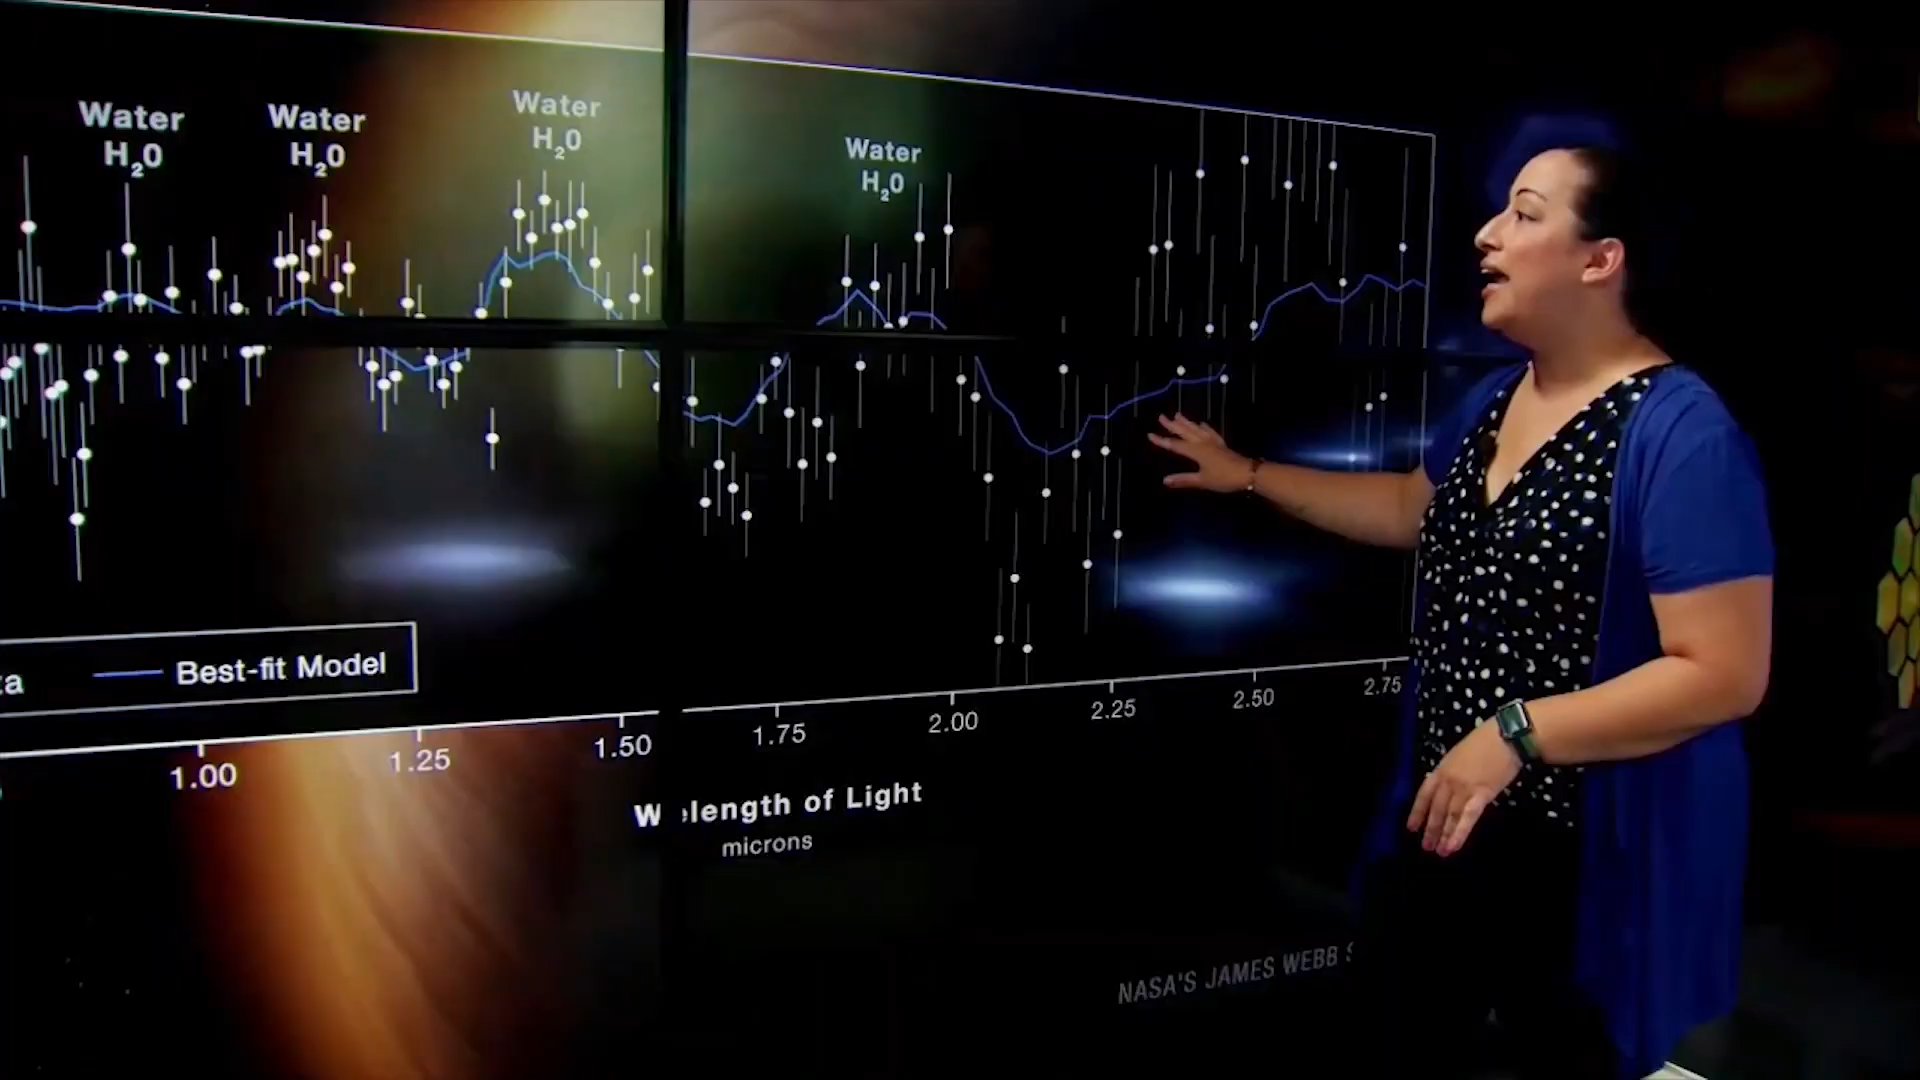 Water
H₂O
Water
H₂O
Water
H₂O
Water
H₂O
Best-fit Model
1.00
1.25
1.50
1.75
2.00
2.25
2.50
2.75
of Light
microns
NASA'S JAMES WEBB